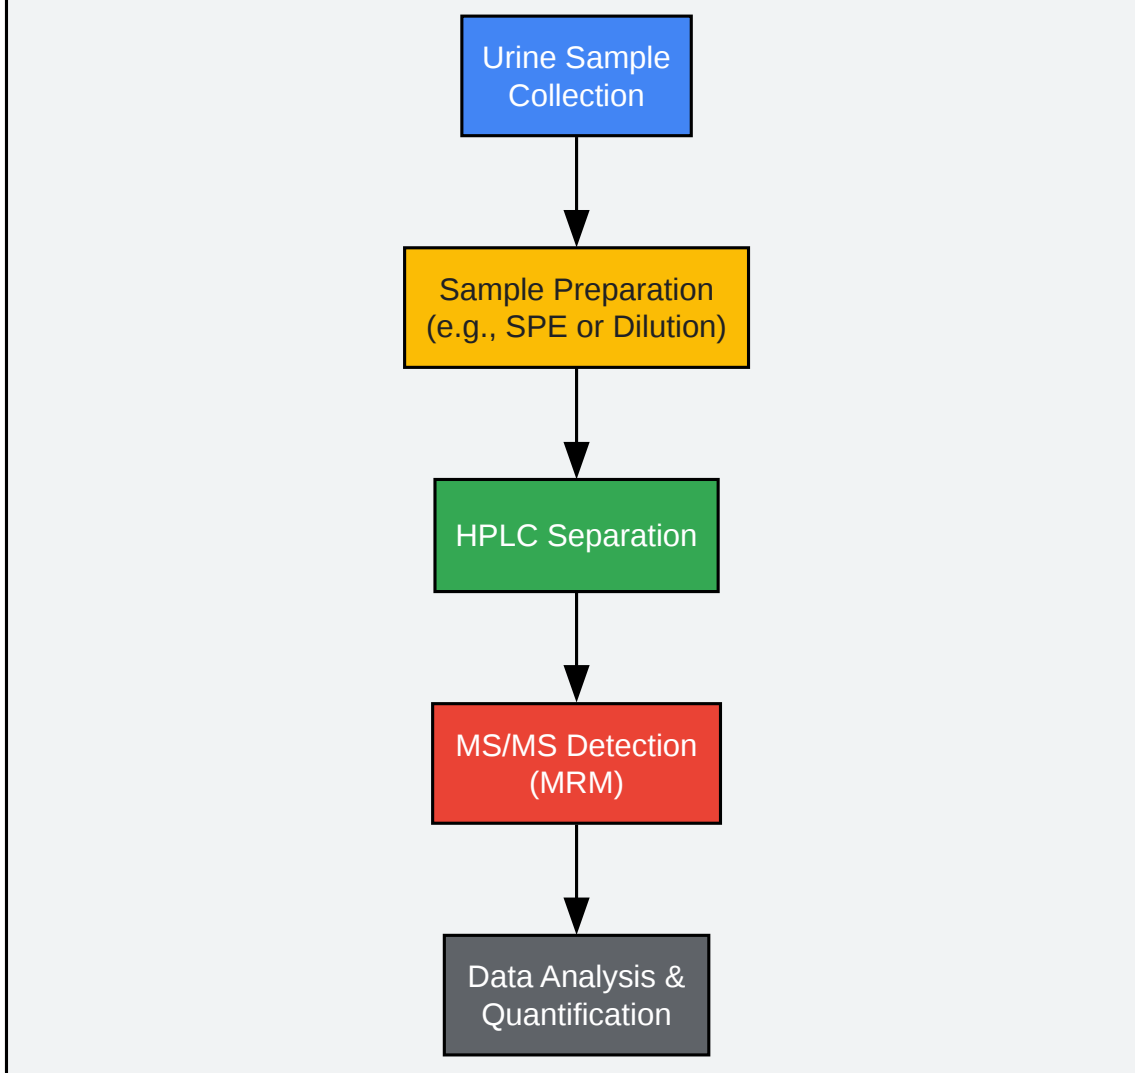 Urine Sample
Collection
Sample Preparation
(e.g., SPE or Dilution)
HPLC Separation
MS/MS Detection
(MRM)
Data Analysis &
Quantification